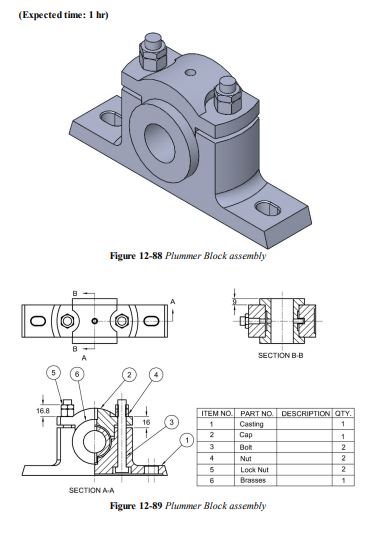 (Expected time: 1 hr)
Figure 12-88 Plummer Block assembly
B
A
9
B
A
SECTION B-B
5
6
2
4
16.8
16
3
1
SECTION A-A
ITEM NO. PART NO. DESCRIPTION QTY.
1 Casting 1
2 Cap 1
3 Bolt 2
4 Nut 2
5 Lock Nut 2
6 Brasses 1
Figure 12-89 Plummer Block assembly